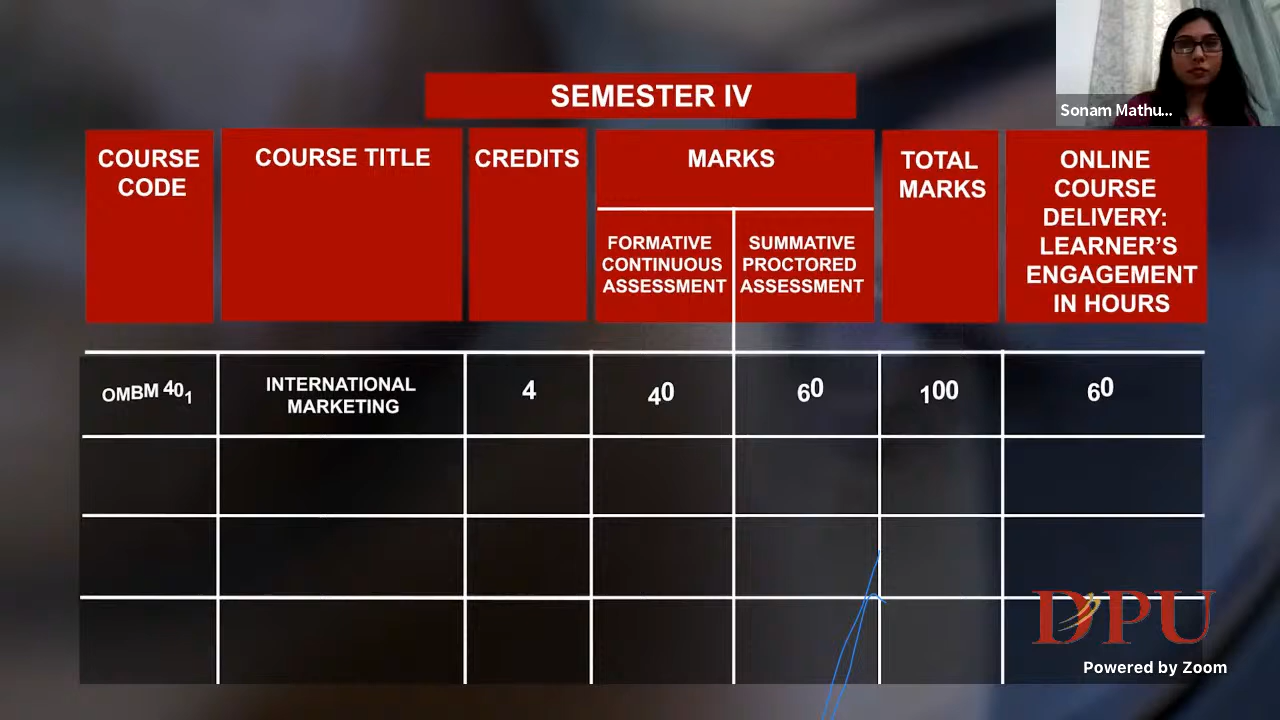 SEMESTER IV
Sonam Mathu...
COURSE
CODE
COURSE TITLE
CREDITS
MARKS
FORMATIVE
CONTINUOUS
ASSESSMENT
SUMMATIVE
PROCTORED
ASSESSMENT
TOTAL
MARKS
ONLINE
COURSE
DELIVERY:
LEARNER’S
ENGAGEMENT
IN HOURS
OMBM 401
INTERNATIONAL
MARKETING
4
40
60
100
60
DPU
Powered by Zoom